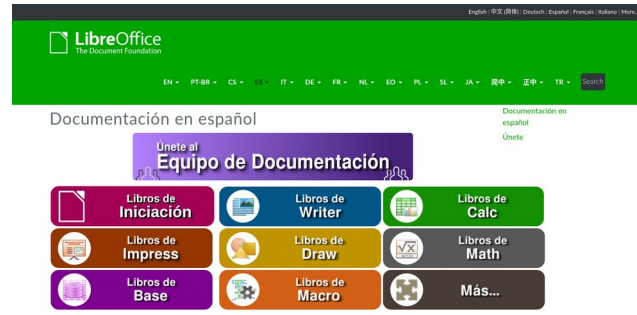 English | 中文 (简体) | Deutsch | Español | Français | Italiano | More...
LibreOffice
The Document Foundation
EN PT-BR CS ES IT DE FR NL EO PL SL JA 简中 正中 TR Search
Documentación en español
Documentación en
español
Únete
Únete al
Equipo de Documentación
Libros de
Iniciación
Libros de
Writer
Libros de
Calc
Libros de
Impress
Libros de
Draw
Libros de
Math
√x
Libros de
Base
Libros de
Macro
Más...